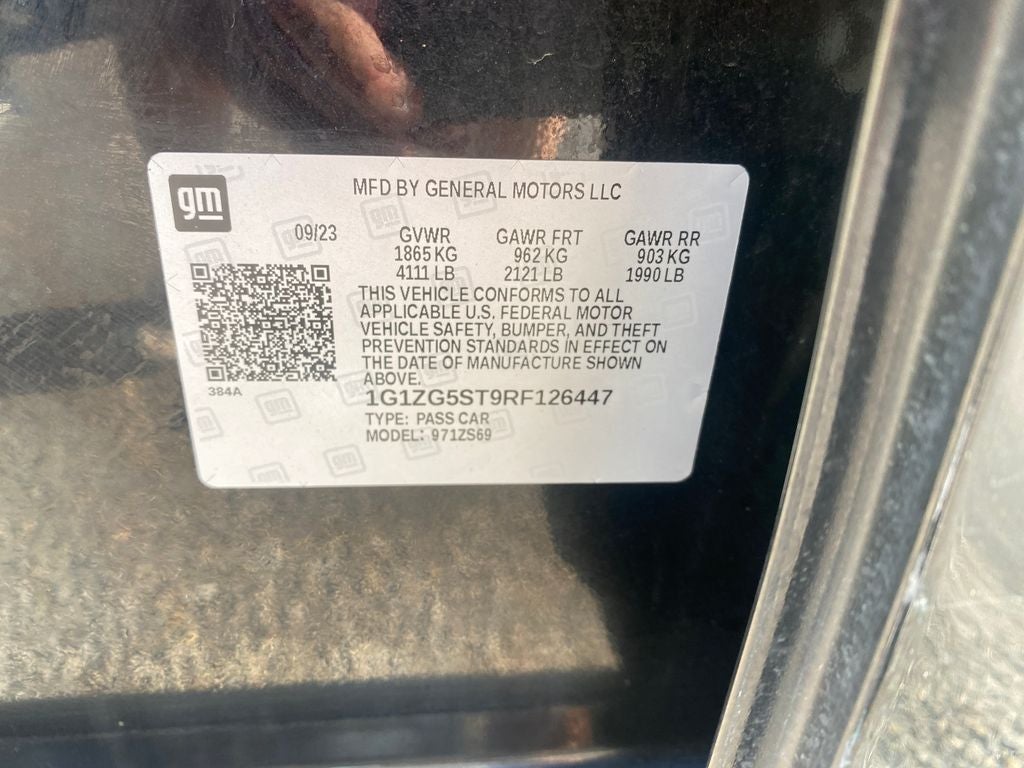 gm
MFD BY GENERAL MOTORS LLC
09/23 GVWR GAWR FRT GAWR RR
1865 KG 962 KG 903 KG
4111 LB 2121 LB 1990 LB
THIS VEHICLE CONFORMS TO ALL
APPLICABLE U.S. FEDERAL MOTOR
VEHICLE SAFETY, BUMPER, AND THEFT
PREVENTION STANDARDS IN EFFECT ON
THE DATE OF MANUFACTURE SHOWN
ABOVE.
384A
1G1ZG5ST9RF126447
TYPE: PASS CAR
MODEL: 971ZS69